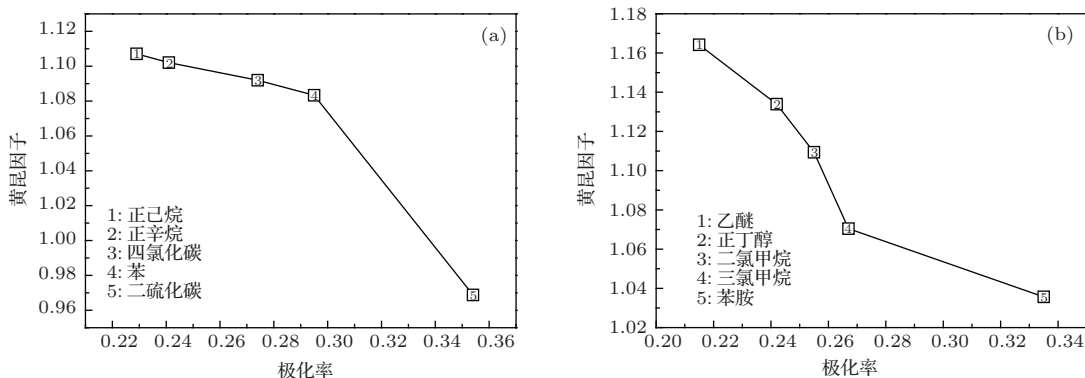 (a)
黄昆因子
1.12
1.10
1.08
1.06
1.04
1.02
1.00
0.98
0.96
1
2
3
4
5
1: 正己烷
2: 正辛烷
3: 四氯化碳
4: 苯
5: 二硫化碳
0.22 0.24 0.26 0.28 0.30 0.32 0.34 0.36
极化率
(b)
黄昆因子
1.18
1.16
1.14
1.12
1.10
1.08
1.06
1.04
1.02
1
2
3
4
5
1: 乙醚
2: 正丁醇
3: 二氯甲烷
4: 三氯甲烷
5: 苯胺
0.20 0.22 0.24 0.26 0.28 0.30 0.32 0.34
极化率